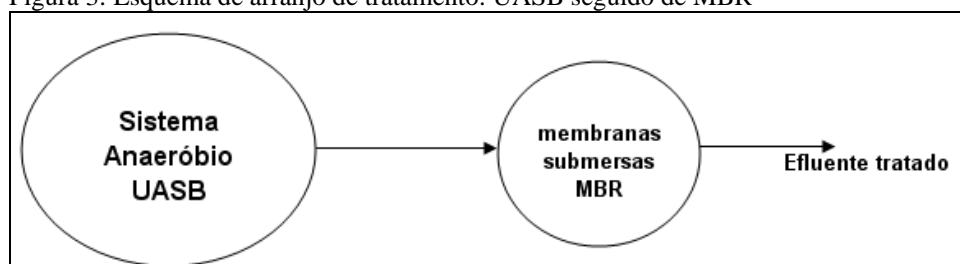 Figura 3: Esquema de arranjo de tratamento: UASB seguido de MBR
Sistema
Anaeróbio
UASB
membranas
submersas
MBR
Efluente tratado